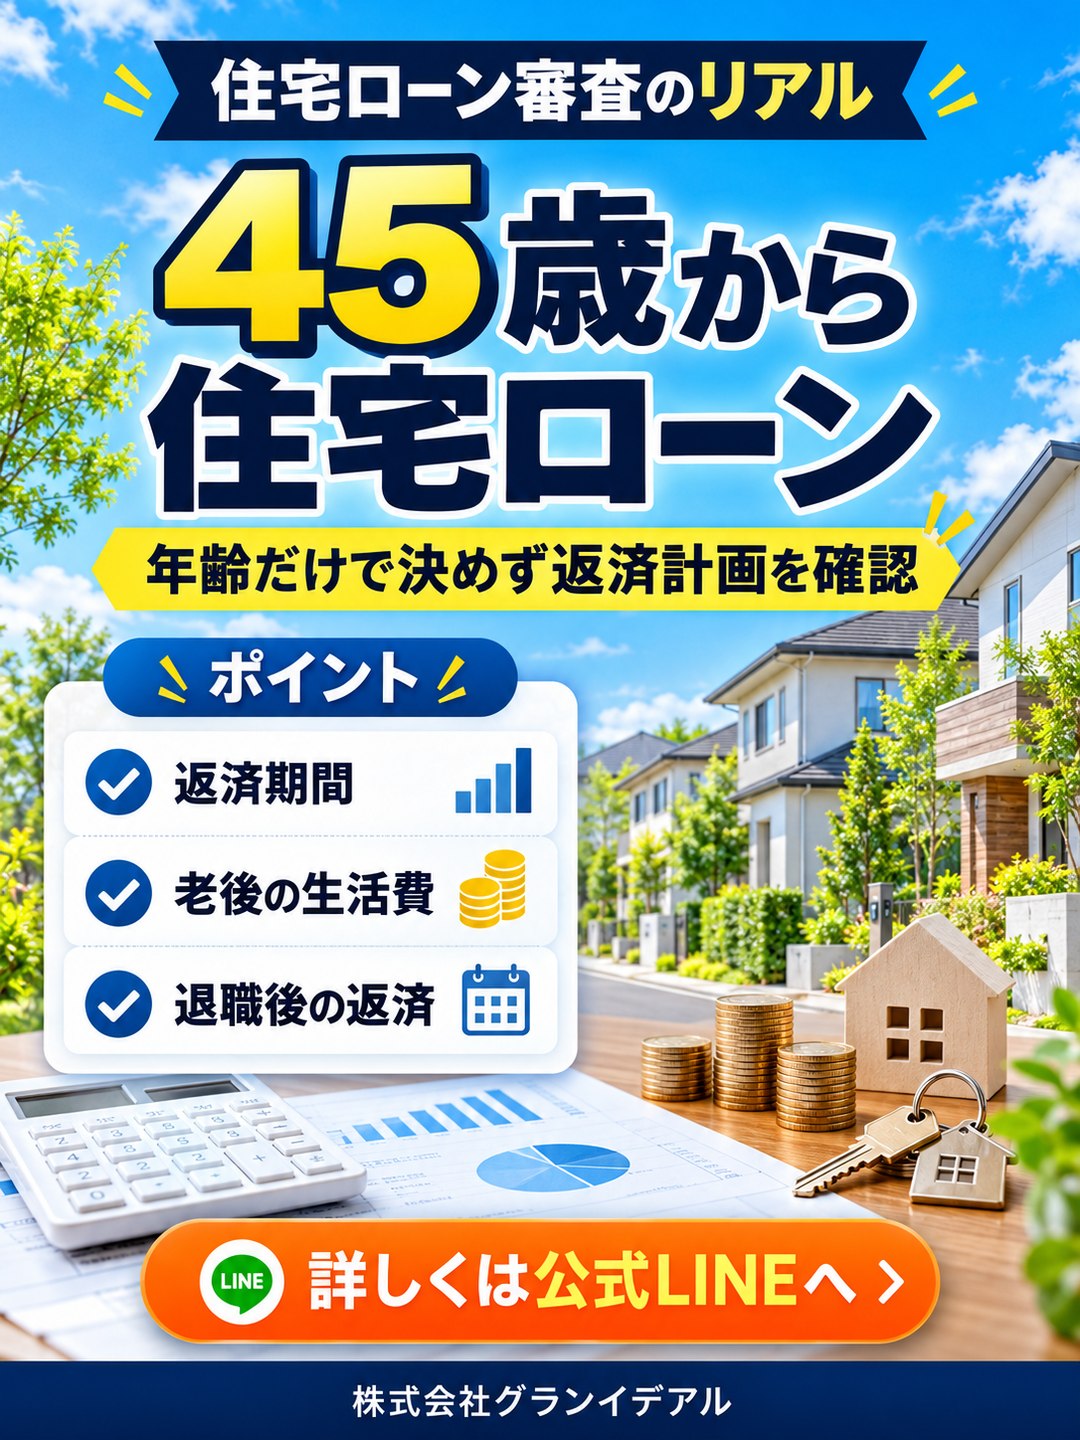 住宅ローン審査のリアル
45歳から
住宅ローン
年齢だけで決めず返済計画を確認
ポイント
返済期間
老後の生活費
退職後の返済
LINE 詳しくは公式LINEへ
株式会社グランイデアル